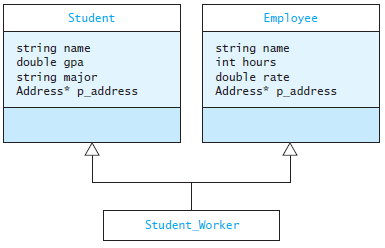 Student
string name
double gpa
string major
Address* p_address
Employee
string name
int hours
double rate
Address* p_address
Student_Worker